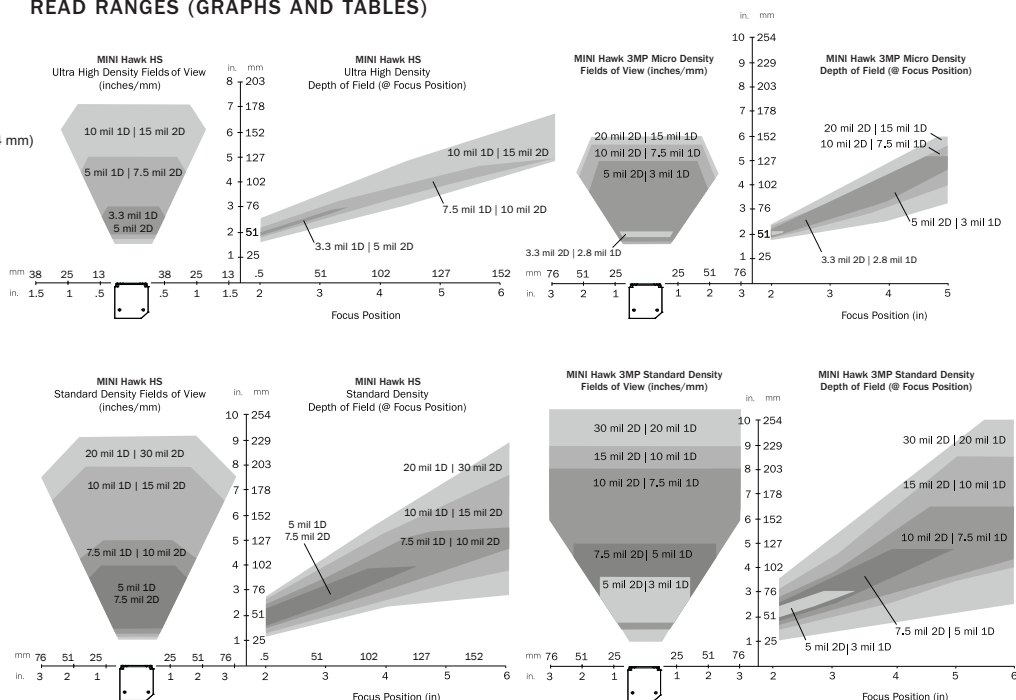 READ RANGES (GRAPHS AND TABLES)
mm)
MINI Hawk HS
Ultra High Density Fields of View
(inches/mm)
10 mil 1D | 15 mil 2D
5 mil 1D | 7.5 mil 2D
3.3 mil 1D
5 mil 2D
mm 38 25 13 38 25 13
in. 1.5 1 .5 .5 1 1.5
MINI Hawk HS
Ultra High Density
Depth of Field (@ Focus Position)
in. mm
8 203
7 178
6 152
5 127
4 102
3 76
2 51
1 25
10 mil 1D | 15 mil 2D
7.5 mil 1D | 10 mil 2D
3.3 mil 1D | 5 mil 2D
.5 51 102 127 152
2 3 4 5 6
Focus Position
MINI Hawk 3MP Micro Density
Fields of View (inches/mm)
20 mil 2D | 15 mil 1D
10 mil 2D | 7.5 mil 1D
5 mil 2D | 3 mil 1D
3.3 mil 2D | 2.8 mil 1D
mm 76 51 25 25 51 76
in. 3 2 1 1 2 3
MINI Hawk 3MP Micro Density
Depth of Field (@ Focus Position)
in. mm
10 254
9 229
8 203
7 178
6 152
5 127
4 102
3 76
2 51
1 25
20 mil 2D | 15 mil 1D
10 mil 2D | 7.5 mil 1D
5 mil 2D | 3 mil 1D
3.3 mil 2D | 2.8 mil 1D
2 3 4 5
Focus Position (in)
MINI Hawk HS
Standard Density Fields of View
(inches/mm)
20 mil 1D | 30 mil 2D
10 mil 1D | 15 mil 2D
7.5 mil 1D | 10 mil 2D
5 mil 1D
7.5 mil 2D
mm 76 51 25 25 51 76
in. 3 2 1 1 2 3
MINI Hawk HS
Standard Density
Depth of Field (@ Focus Position)
in. mm
10 254
9 229
8 203
7 178
6 152
5 127
4 102
3 76
2 51
1 25
20 mil 1D | 30 mil 2D
10 mil 1D | 15 mil 2D
5 mil 1D
7.5 mil 2D
7.5 mil 1D | 10 mil 2D
.5 51 102 127 152
2 3 4 5 6
Focus Position (in)
MINI Hawk 3MP Standard Density
Fields of View (inches/mm)
30 mil 2D | 20 mil 1D
15 mil 2D | 10 mil 1D
10 mil 2D | 7.5 mil 1D
7.5 mil 2D | 5 mil 1D
5 mil 2D | 3 mil 1D
mm 76 51 25 25 51 76
in. 3 2 1 1 2 3
MINI Hawk 3MP Standard Density
Depth of Field (@ Focus Position)
in. mm
10 254
9 229
8 203
7 178
6 152
5 127
4 102
3 76
2 51
1 25
30 mil 2D | 20 mil 1D
15 mil 2D | 10 mil 1D
10 mil 2D | 7.5 mil 1D
7.5 mil 2D | 5 mil 1D
5 mil 2D | 3 mil 1D
2 3 4 5 6
Focus Position (in)